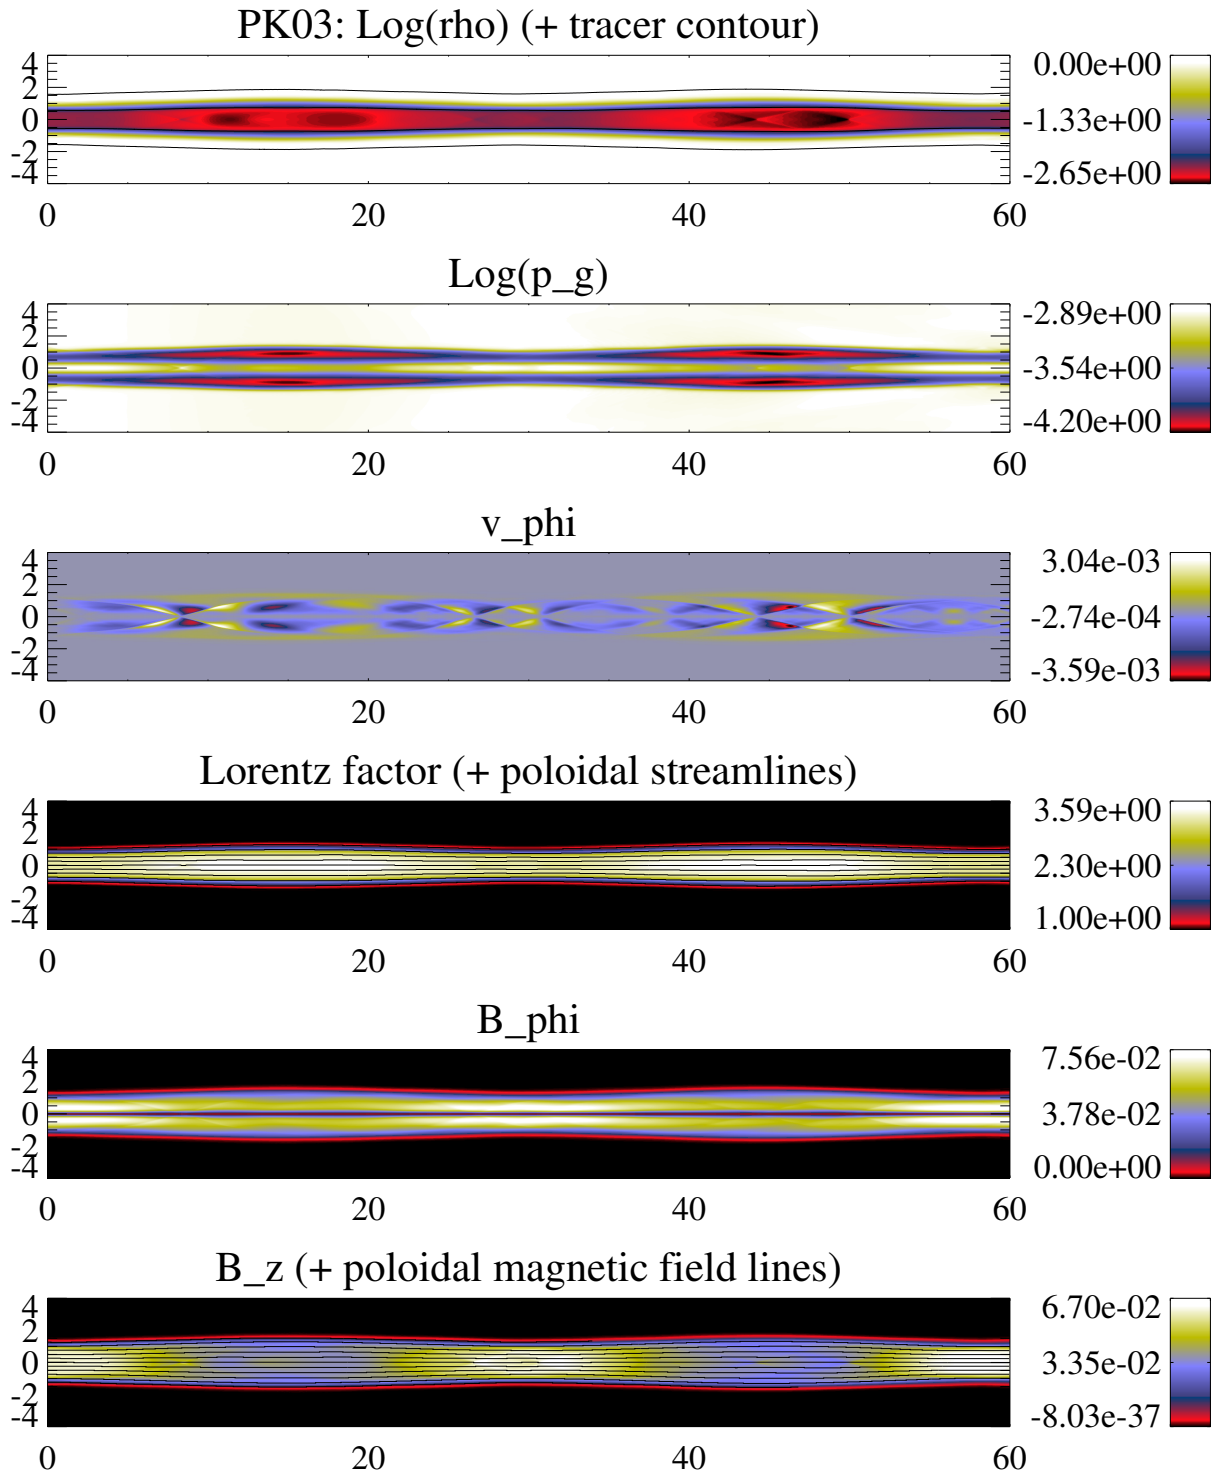 PK03: Log(rho) (+ tracer contour)
4
2
0
-2
-4
0 20 40 60
0.00e+00
-1.33e+00
-2.65e+00
Log(p_g)
4
2
0
-2
-4
0 20 40 60
-2.89e+00
-3.54e+00
-4.20e+00
v_phi
4
2
0
-2
-4
0 20 40 60
3.04e-03
-2.74e-04
-3.59e-03
Lorentz factor (+ poloidal streamlines)
4
2
0
-2
-4
0 20 40 60
3.59e+00
2.30e+00
1.00e+00
B_phi
4
2
0
-2
-4
0 20 40 60
7.56e-02
3.78e-02
0.00e+00
B_z (+ poloidal magnetic field lines)
4
2
0
-2
-4
0 20 40 60
6.70e-02
3.35e-02
-8.03e-37